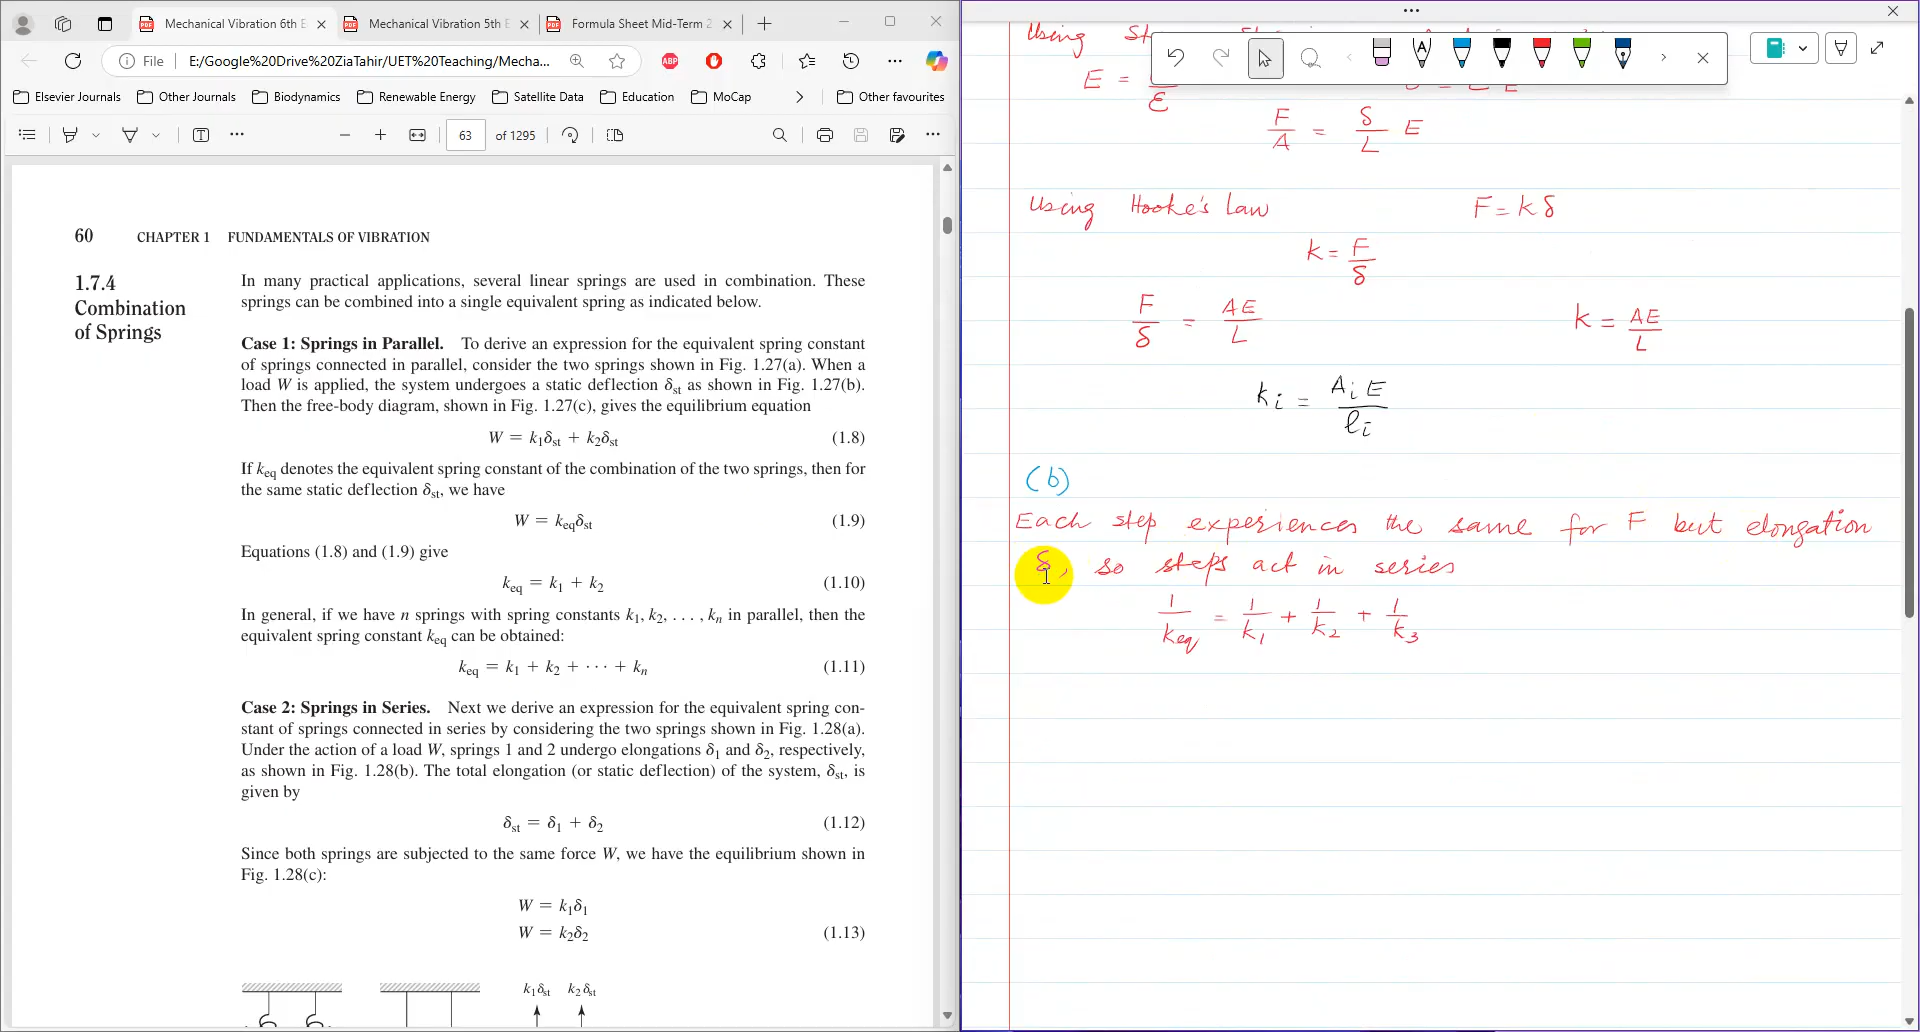 Mechanical Vibration 6th E
Mechanical Vibration 5th E
Formula Sheet Mid-Term 2
File
E:/Google%20Drive%20ZiaTahir/UET%20Teaching/Mecha...
ABP
Elsevier Journals
Other Journals
Biodynamics
Renewable Energy
Satellite Data
Education
MoCap
Other favourites
63 of 1295
60 CHAPTER 1 FUNDAMENTALS OF VIBRATION
1.7.4
Combination
of Springs
In many practical applications, several linear springs are used in combination. These
springs can be combined into a single equivalent spring as indicated below.
Case 1: Springs in Parallel. To derive an expression for the equivalent spring constant
of springs connected in parallel, consider the two springs shown in Fig. 1.27(a). When a
load W is applied, the system undergoes a static deflection δst as shown in Fig. 1.27(b).
Then the free-body diagram, shown in Fig. 1.27(c), gives the equilibrium equation
W = k1δst + k2δst (1.8)
If keq denotes the equivalent spring constant of the combination of the two springs, then for
the same static deflection δst, we have
W = keqδst (1.9)
Equations (1.8) and (1.9) give
keq = k1 + k2 (1.10)
In general, if we have n springs with spring constants k1, k2, . . . , kn in parallel, then the
equivalent spring constant keq can be obtained:
keq = k1 + k2 + · · · + kn (1.11)
Case 2: Springs in Series. Next we derive an expression for the equivalent spring con-
stant of springs connected in series by considering the two springs shown in Fig. 1.28(a).
Under the action of a load W, springs 1 and 2 undergo elongations δ1 and δ2, respectively,
as shown in Fig. 1.28(b). The total elongation (or static deflection) of the system, δst, is
given by
δst = δ1 + δ2 (1.12)
Since both springs are subjected to the same force W, we have the equilibrium shown in
Fig. 1.28(c):
W = k1δ1
W = k2δ2 (1.13)
k1δst k2δst
Using
E =
ε
F/A = δ/L E
Using Hooke's law F = kδ
k = F/δ
F/δ = AE/L k = AE/L
ki = AiE/li
(b)
Each step experiences the same for F but elongation
δ, so steps act in series
1/keq = 1/k1 + 1/k2 + 1/k3